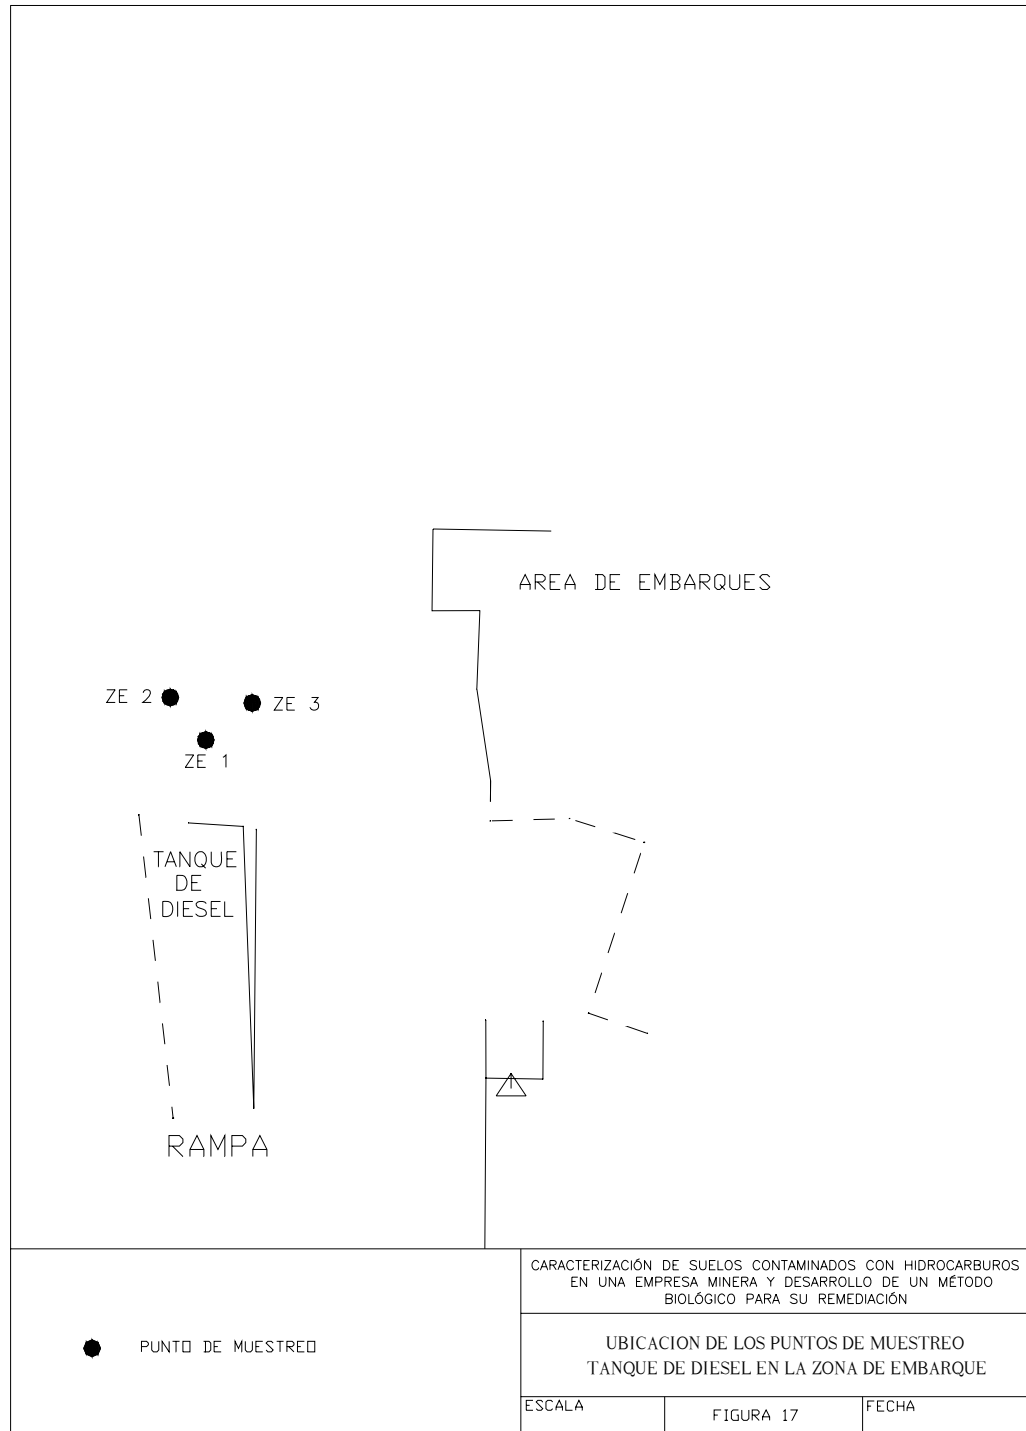 AREA DE EMBARQUES
ZE 2
ZE 3
ZE 1
TANQUE
DE
DIESEL
RAMPA
PUNTO DE MUESTREO
CARACTERIZACIÓN DE SUELOS CONTAMINADOS CON HIDROCARBUROS
EN UNA EMPRESA MINERA Y DESARROLLO DE UN MÉTODO
BIOLÓGICO PARA SU REMEDIACIÓN
UBICACION DE LOS PUNTOS DE MUESTREO
TANQUE DE DIESEL EN LA ZONA DE EMBARQUE
ESCALA
FIGURA 17
FECHA